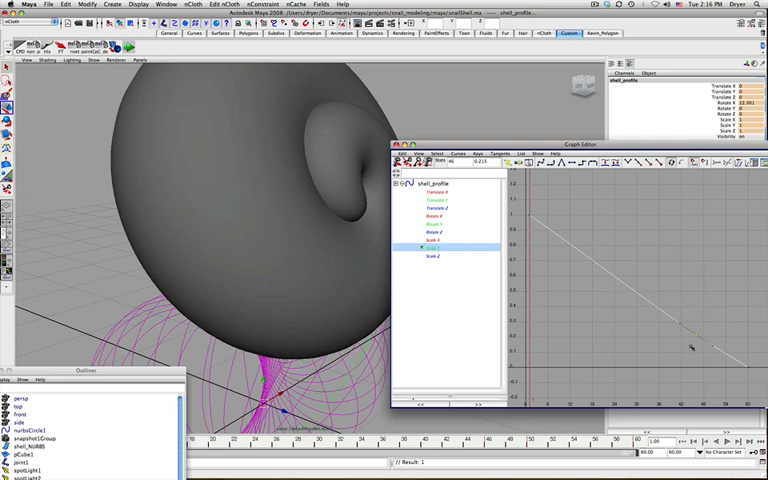 Maya File Edit Modify Create Display Window Edit nCloth nConstraint nCache Fields Help Tue 2:16 PM Dryer
Autodesk Maya 2008: /Users/dryer/Documents/maya/projects/snail_modeling/maya/snailShell.ma --- shell_profile...
nCloth
X: Y: Z:
General Curves Surfaces Polygons Subdivs Deformation Animation Dynamics Rendering PaintEffects Toon Fluids Fur Hair nCloth Custom Kevin_Polygon
View Shading Lighting Show Renderer Panels
Channels Object
shell_profile
Translate X 0
Translate Y 0
Translate Z 0
Rotate X 22.301
Rotate Y 0
Rotate Z 0
Scale X 1
Scale Y 1
Scale Z 1
Visibility on
Graph Editor
Edit View Select Curves Keys Tangents List Show Help
Stats 46 0.215
shell_profile
Translate X
Translate Y
Translate Z
Rotate X
Rotate Y
Rotate Z
Scale X
Scale Y
Scale Z
Outliner
Display Show Help
persp
top
front
side
nurbsCircle1
snapshot1Group
shell_NURBS
pCube1
joint1
spotLight1
spotLight2
1.00
60.00 60.00 No Character Set
// Result: 1